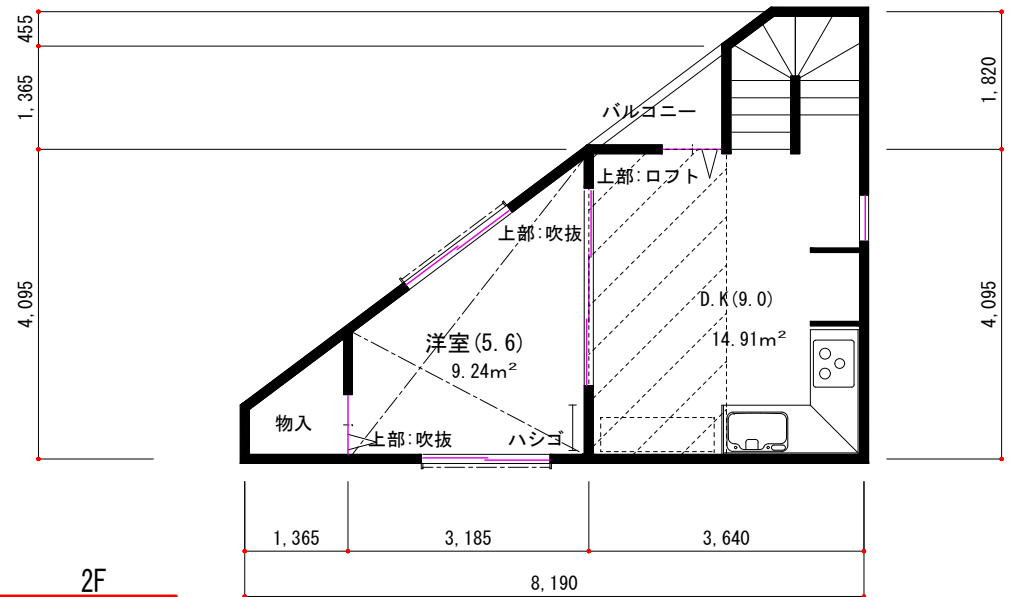 455
1,365
4,095
1,820
4,095
バルコニー
上部:ロフト
上部:吹抜
D.K(9.0)
14.91m²
洋室(5.6)
9.24m²
物入
上部:吹抜
ハシゴ
1,365
3,185
3,640
8,190
2F